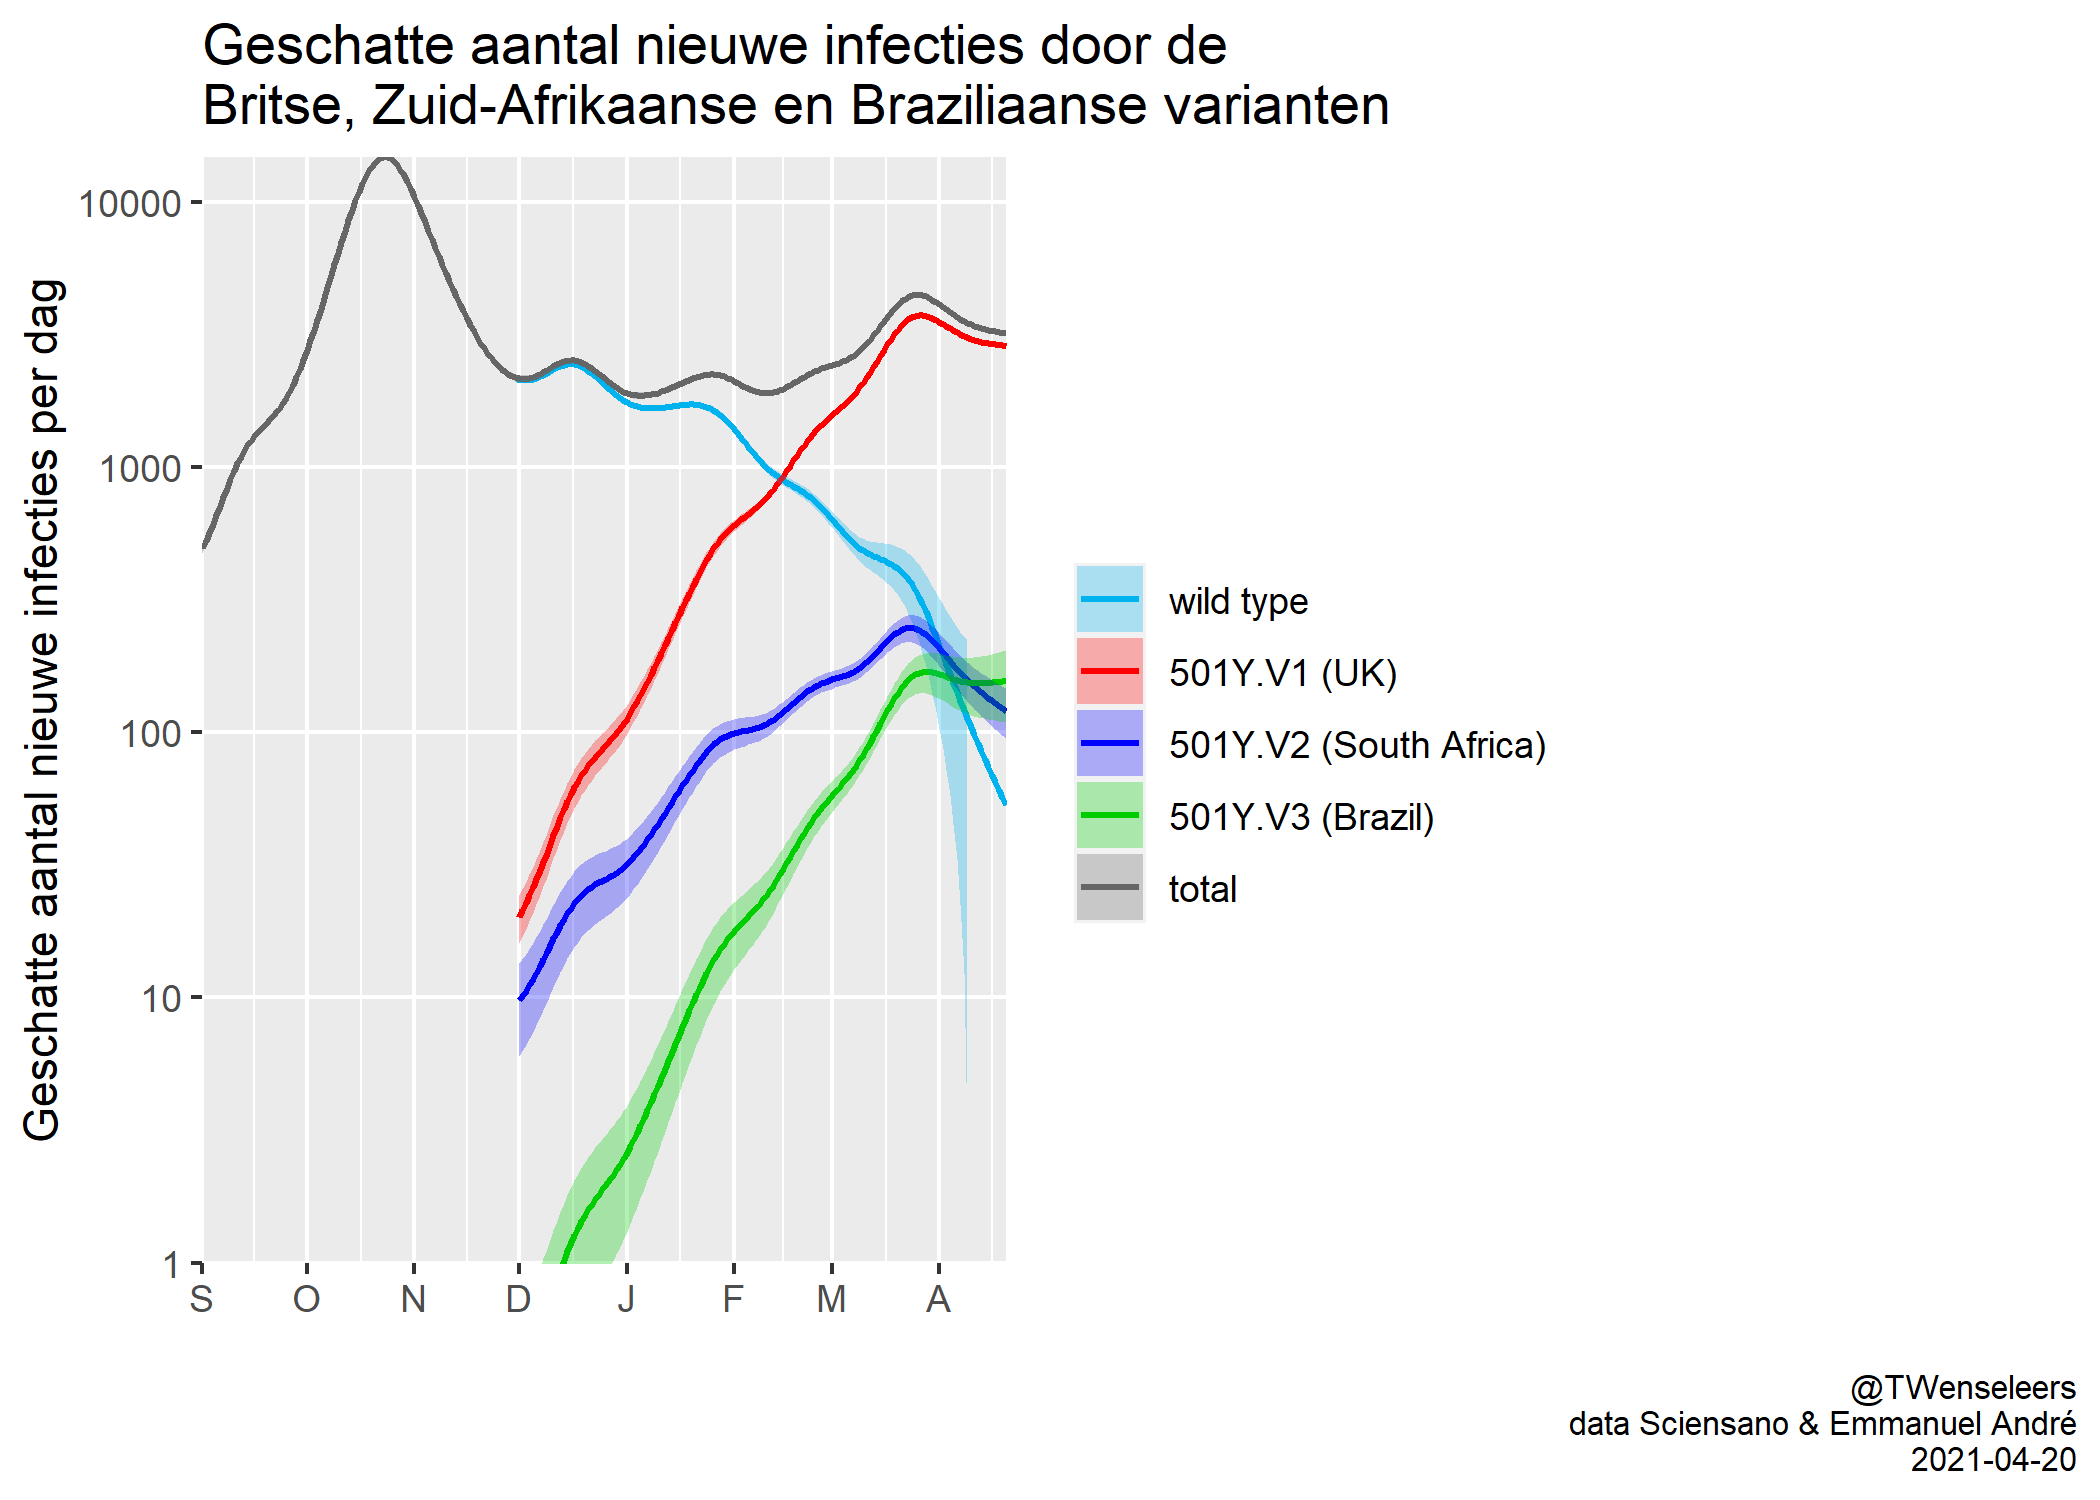 Geschatte aantal nieuwe infecties door de
Britse, Zuid-Afrikaanse en Braziliaanse varianten
Geschatte aantal nieuwe infecties per dag
10000
1000
100
10
1
S O N D J F M A
wild type
501Y.V1 (UK)
501Y.V2 (South Africa)
501Y.V3 (Brazil)
total
@TWenseleers
data Sciensano & Emmanuel André
2021-04-20